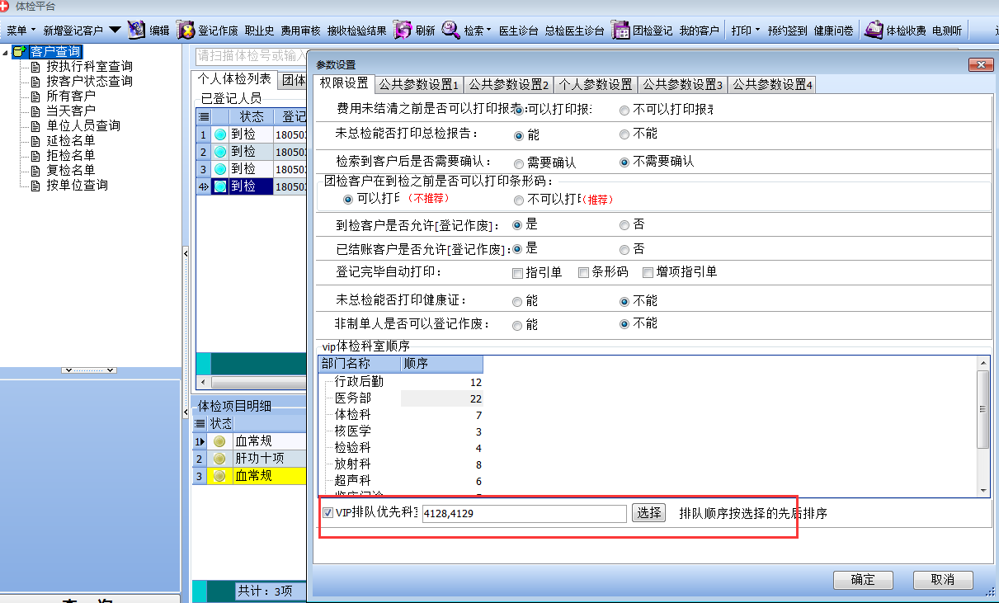 体检平台
菜单 新增登记客户 编辑 登记作废 职业史 费用审核 接收检验结果 刷新 检索 医生诊台 总检医生诊台 团检登记 我的客户 打印 预约签到 健康问卷 体检收费 电测听
客户查询
按执行科室查询
按客户状态查询
所有客户
当天客户
单位人员查询
延检名单
拒检名单
复检名单
按单位查询
请扫描体检号或输入
个人体检列表 团体
已登记人员
状态 登记
1 到检 180503
2 到检 180503
3 到检 180502
4 到检 180503
体检项目明细
状态
1 血常规
2 肝功十项
3 血常规
共计：3项
查 询
参数设置
权限设置 公共参数设置1 公共参数设置2 个人参数设置 公共参数设置3 公共参数设置4
费用未结清之前是否可以打印报表: 可以打印报 不可以打印报表
未总检能否打印总检报告: 能 不能
检索到客户后是否需要确认: 需要确认 不需要确认
团检客户在到检之前是否可以打印条形码:
可以打印 (不推荐) 不可以打印 (推荐)
到检客户是否允许[登记作废]: 是 否
已结账客户是否允许[登记作废]: 是 否
登记完毕自动打印: 指引单 条形码 增项指引单
未总检能否打印健康证: 能 不能
非制单人是否可以登记作废: 能 不能
vip体检科室顺序
部门名称 顺序
行政后勤 12
医务部 22
体检科 7
核医学 3
检验科 4
放射科 8
超声科 6
VIP排队优先科室 4128,4129 选择 排队顺序按选择的先后排序
确定 取消